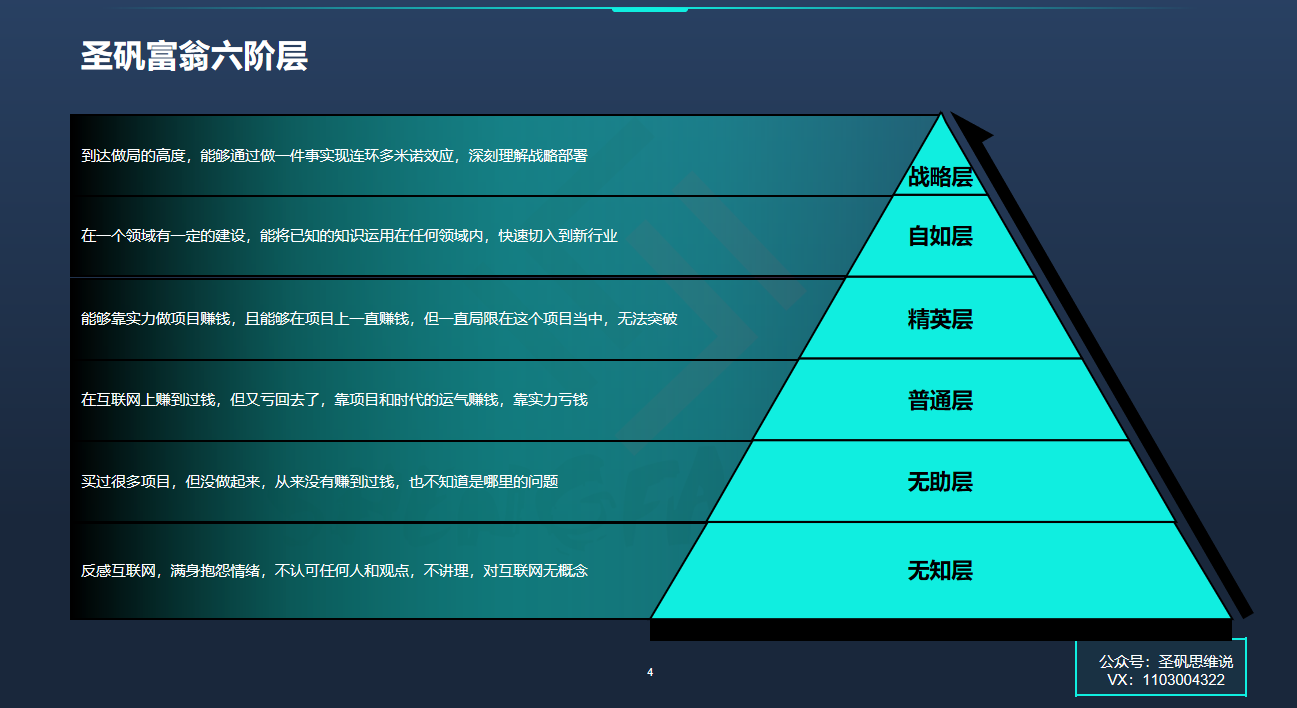 圣矾富翁六阶层
到达做局的高度，能够通过做一件事实现连环多米诺效应，深刻理解战略部署
战略层
在一个领域有一定的建设，能将已知的知识运用在任何领域内，快速切入到新行业
自如层
能够靠实力做项目赚钱，且能够在项目上一直赚钱，但一直局限在这个项目当中，无法突破
精英层
在互联网上赚到过钱，但又亏回去了，靠项目和时代的运气赚钱，靠实力亏钱
普通层
买过很多项目，但没做起来，从来没有赚到过钱，也不知道是哪里的问题
无助层
反感互联网，满身抱怨情绪，不认可任何人和观点，不讲理，对互联网无概念
无知层
4
公众号：圣矾思维说
VX：1103004322